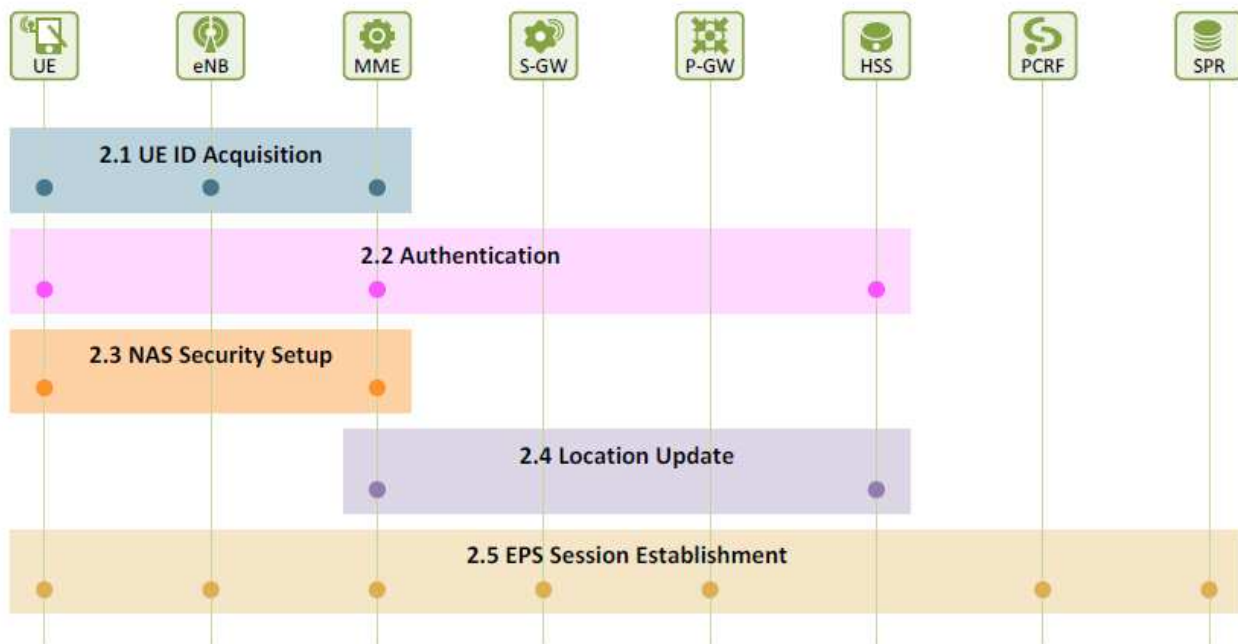 UE eNB MME S-GW P-GW HSS PCRF SPR
2.1 UE ID Acquisition
2.2 Authentication
2.3 NAS Security Setup
2.4 Location Update
2.5 EPS Session Establishment